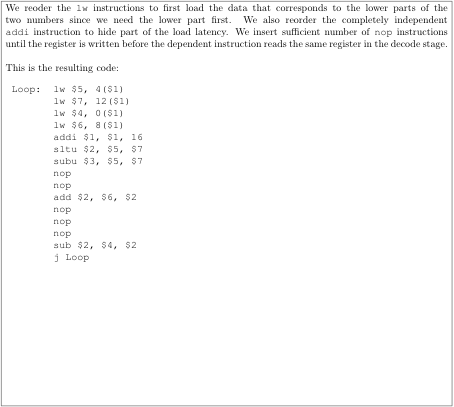 We reoder the lw instructions to first load the data that corresponds to the lower parts of the
two numbers since we need the lower part first. We also reorder the completely independent
addi instruction to hide part of the load latency. We insert sufficient number of nop instructions
until the register is written before the dependent instruction reads the same register in the decode stage.
This is the resulting code:
Loop: lw $5, 4($1)
lw $7, 12($1)
lw $4, 0($1)
lw $6, 8($1)
addi $1, $1, 16
sltu $2, $5, $7
subu $3, $5, $7
nop
nop
add $2, $6, $2
nop
nop
nop
sub $2, $4, $2
j Loop